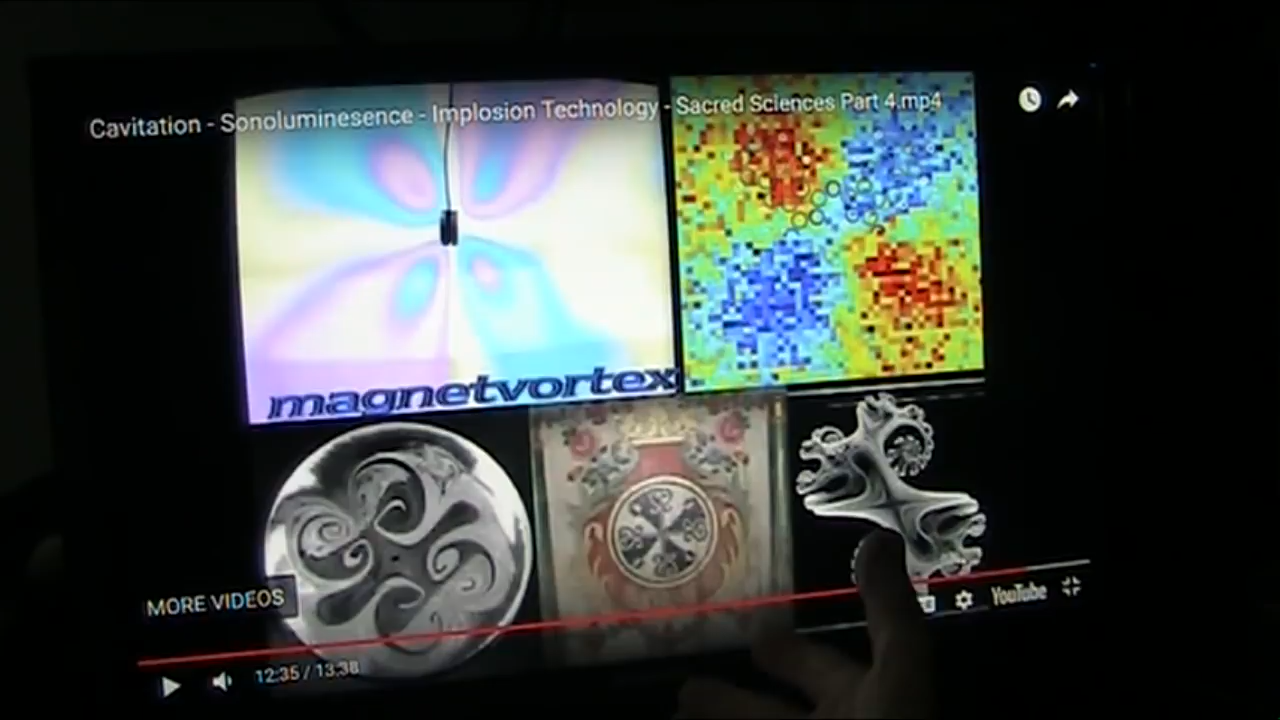 Cavitation - Sonoluminesence - Implosion Technology - Sacred Sciences Part 4.mp4
magnetvortex
MORE VIDEOS
YouTube
12:35 / 13:38